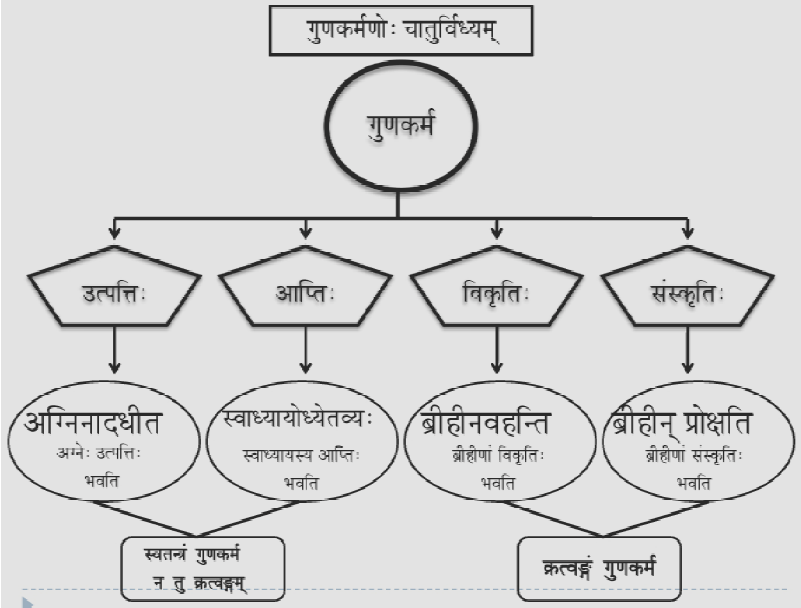 गुणकर्मणोः चातुर्विध्यम्
गुणकर्म
उत्पत्तिः
आप्तिः
विकृतिः
संस्कृतिः
अग्निनादधीत
अग्नेः उत्पत्तिः
भवति
स्वाध्यायोध्येतव्यः
स्वाध्यायस्य आप्तिः
भवति
ब्रीहीनवहन्ति
ब्रीहीणां विकृतिः
भवति
ब्रीहीन् प्रोक्षति
ब्रीहीणां संस्कृतिः
भवति
स्वतन्त्रं गुणकर्म
न तु क्रत्वङ्गम्
क्रत्वङ्गं गुणकर्म